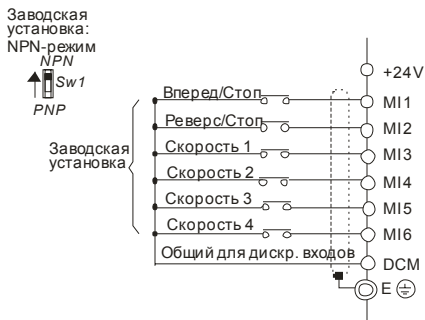 Заводская
установка:
NPN-режим
NPN
Sw1
PNP
+24V
Вперед/Стоп
MI1
Реверс/Стоп
MI2
Заводская
установка
Скорость 1
MI3
Скорость 2
MI4
Скорость 3
MI5
Скорость 4
MI6
Общий для дискр. входов
DCM
E